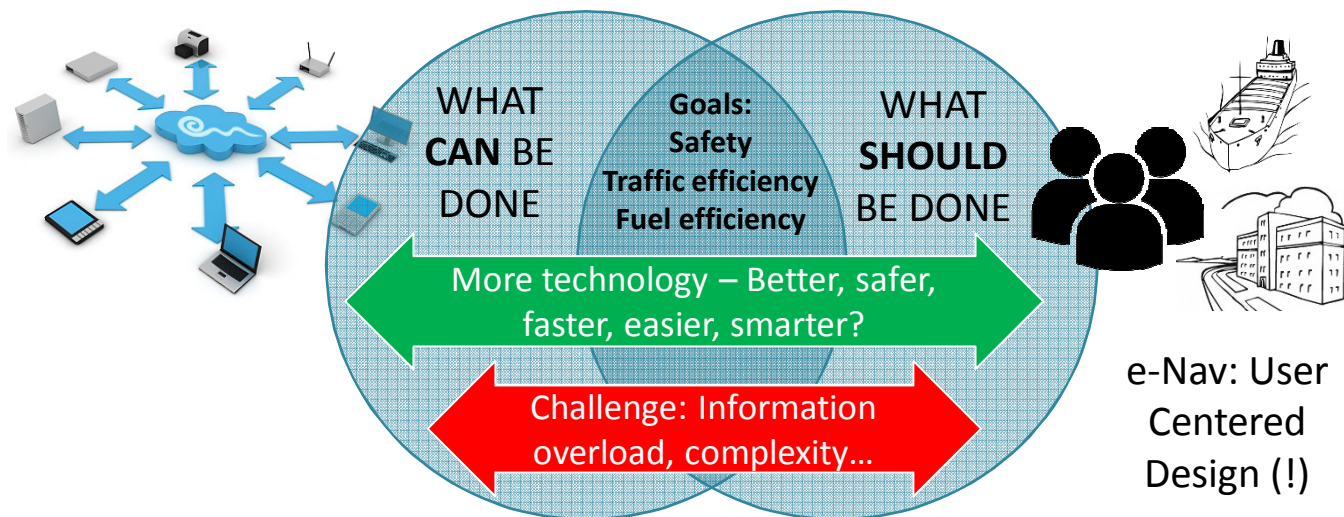 WHAT
CAN BE
DONE
Goals:
Safety
Traffic efficiency
Fuel efficiency
WHAT
SHOULD
BE DONE
More technology – Better, safer,
faster, easier, smarter?
Challenge: Information
overload, complexity…
e-Nav: User
Centered
Design (!)